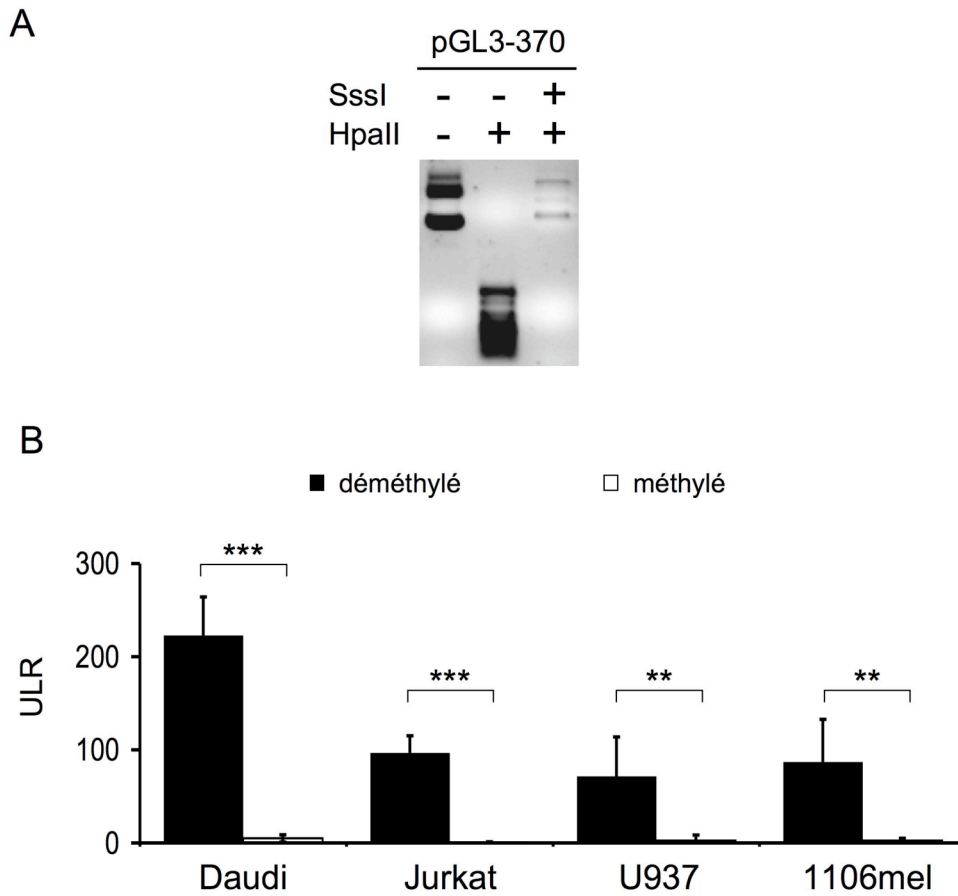 A
pGL3-370
SssI - - +
HpaII - + +
B
déméthylé méthylé
300
200
100
0
ULR
*** *** ** **
Daudi Jurkat U937 1106mel